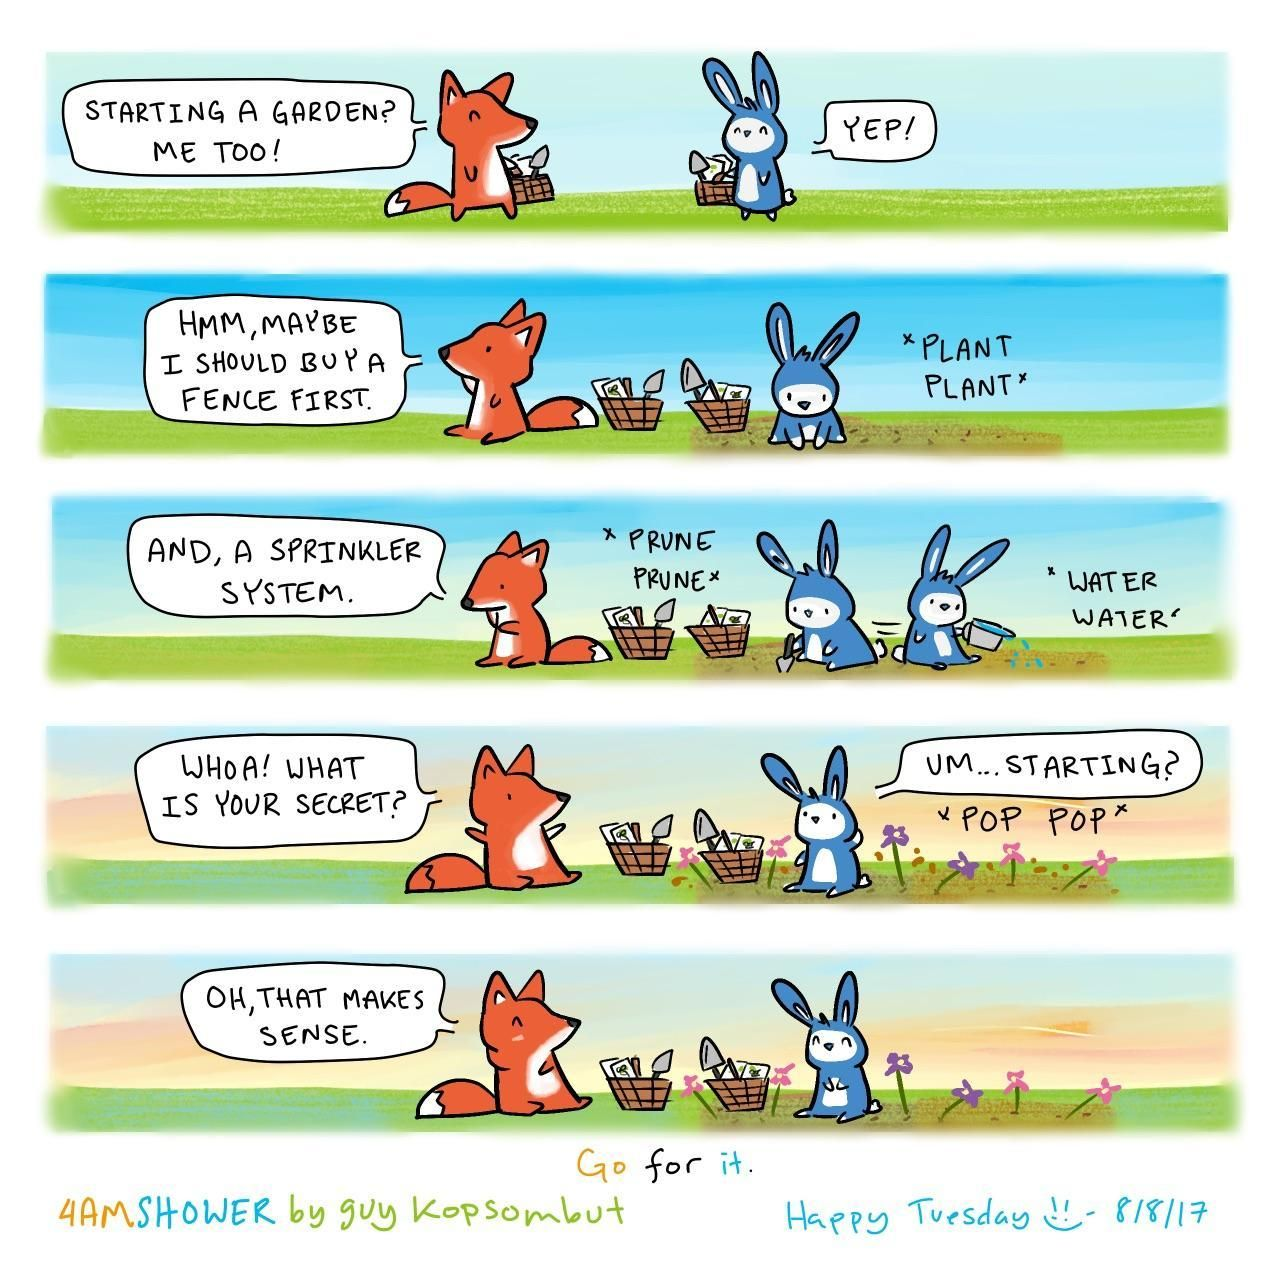 STARTING A GARDEN?
ME TOO!
YEP!
HMM, MAYBE
I SHOULD BUY A
FENCE FIRST.
*PLANT
PLANT*
AND, A SPRINKLER
SYSTEM.
*PRUNE
PRUNE*
*WATER
WATER*
WHOA! WHAT
IS YOUR SECRET?
UM...STARTING?
*POP POP*
OH, THAT MAKES
SENSE.
Go for it.
4AMSHOWER by guy Kopsombut
Happy Tuesday !!- 8/8/17